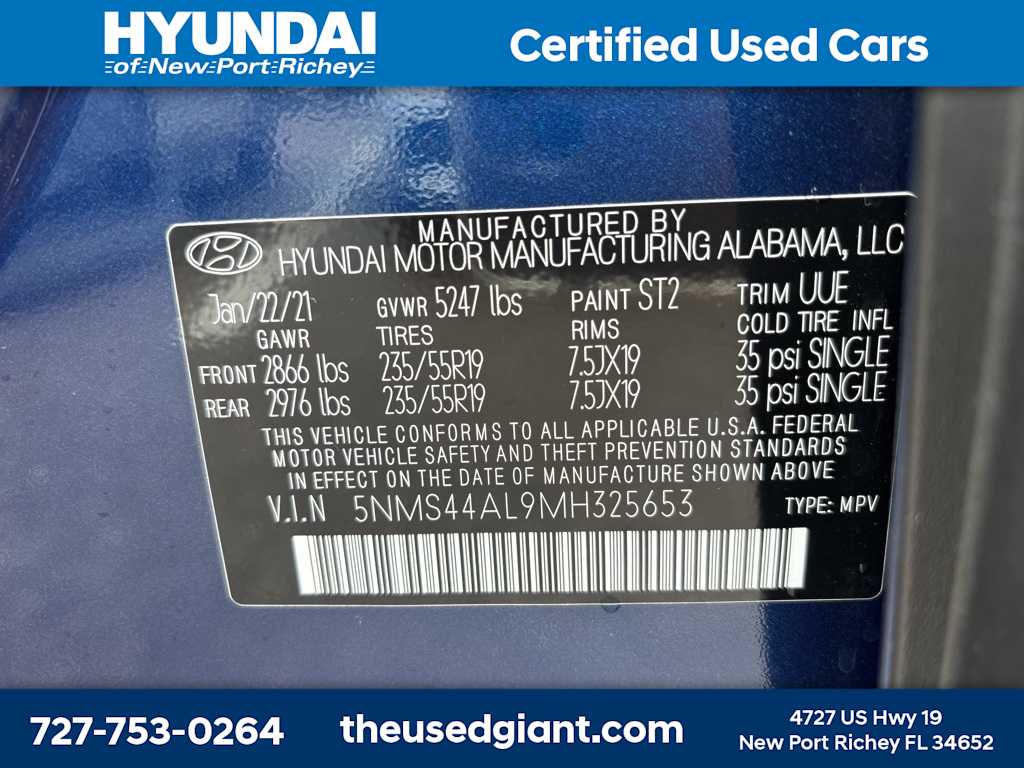 HYUNDAI
of New Port Richey
Certified Used Cars
MANUFACTURED BY
HYUNDAI MOTOR MANUFACTURING ALABAMA, LLC
Jan/22/21 GVWR 5247 lbs PAINT ST2 TRIM UUE
GAWR TIRES RIMS COLD TIRE INFL
FRONT 2866 lbs 235/55R19 7.5JX19 35 psi SINGLE
REAR 2976 lbs 235/55R19 7.5JX19 35 psi SINGLE
THIS VEHICLE CONFORMS TO ALL APPLICABLE U.S.A. FEDERAL
MOTOR VEHICLE SAFETY AND THEFT PREVENTION STANDARDS
IN EFFECT ON THE DATE OF MANUFACTURE SHOWN ABOVE
V.I.N 5NMS44AL9MH325653 TYPE: MPV
727-753-0264
theusedgiant.com
4727 US Hwy 19
New Port Richey FL 34652